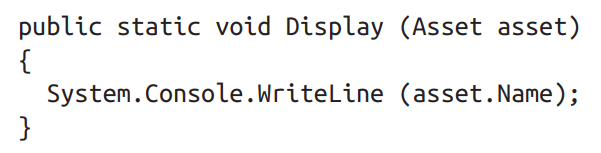 public static void Display (Asset asset)
{
  System.Console.WriteLine (asset.Name);
}